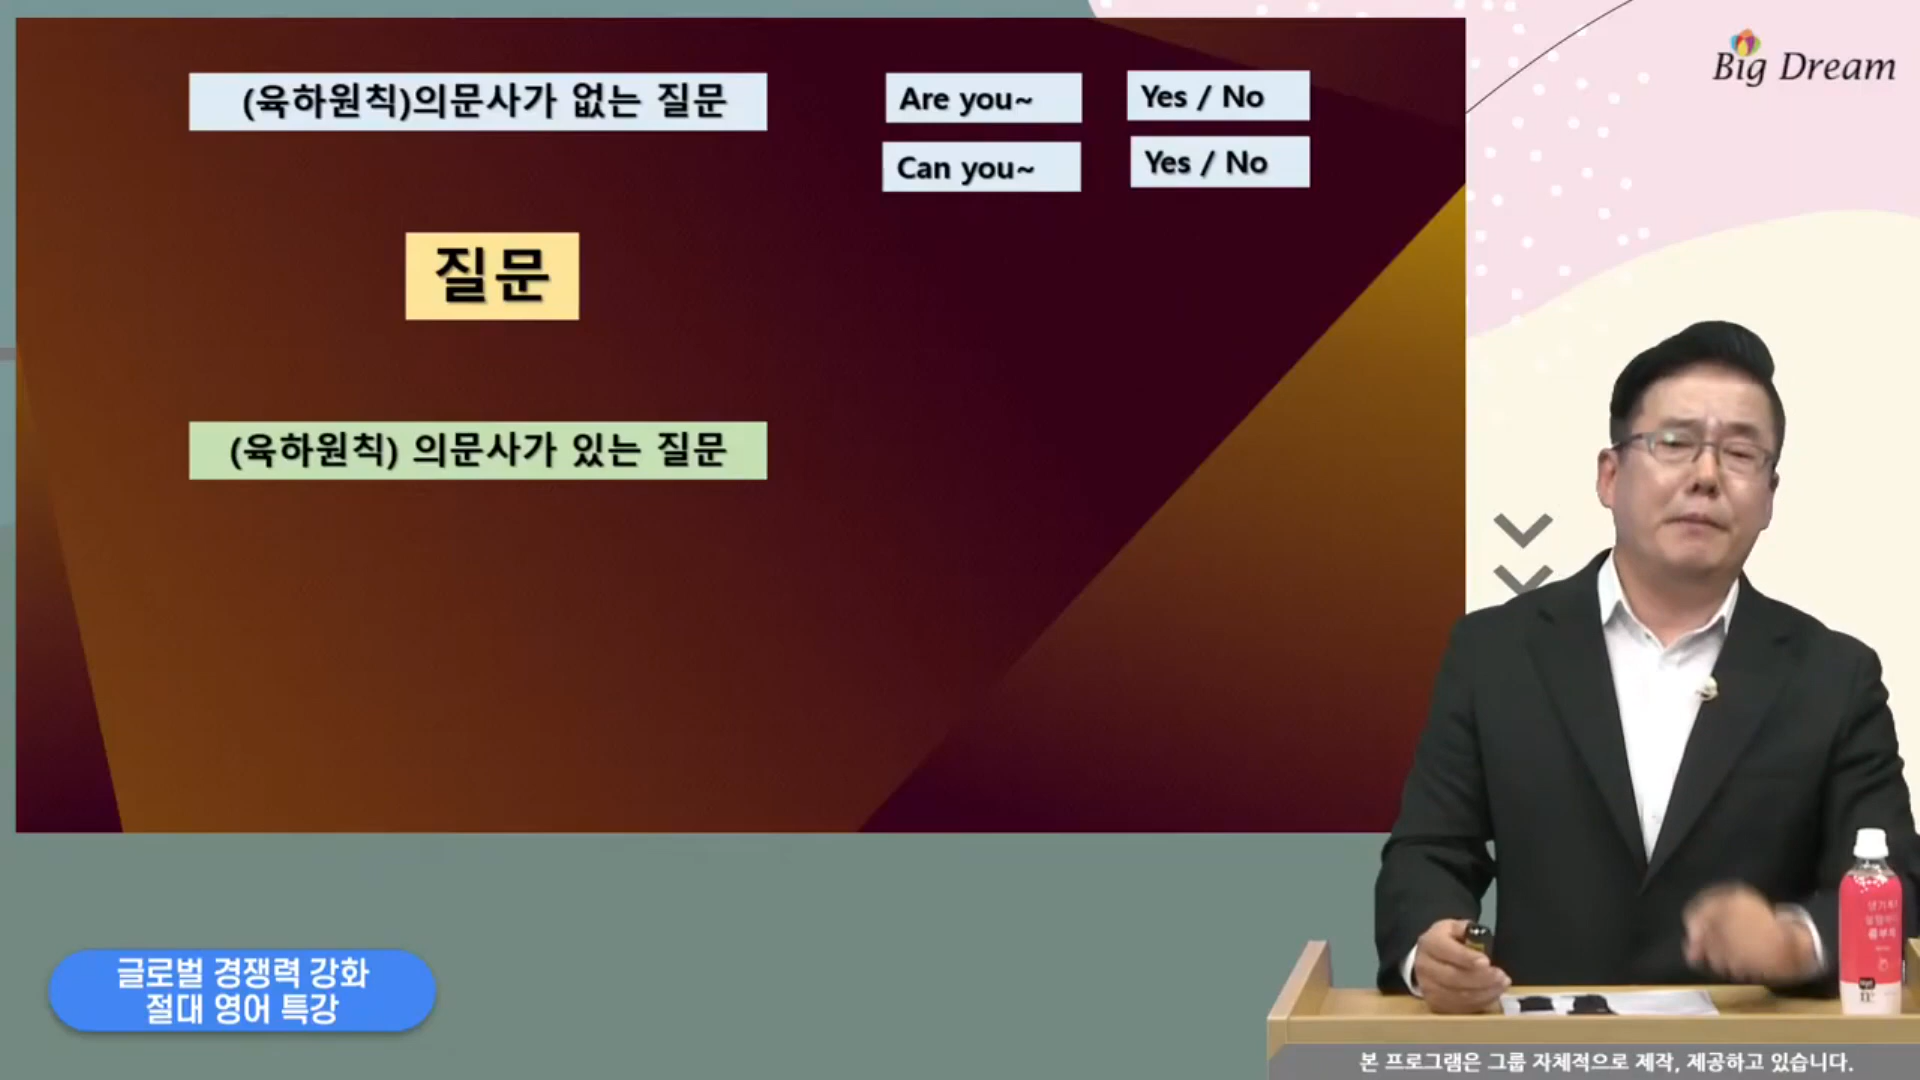 (육하원칙)의문사가 없는 질문
Are you~
Yes / No
Can you~
Yes / No
질문
(육하원칙) 의문사가 있는 질문
Big Dream
글로벌 경쟁력 강화
절대 영어 특강
본 프로그램은 그룹 자체적으로 제작, 제공하고 있습니다.